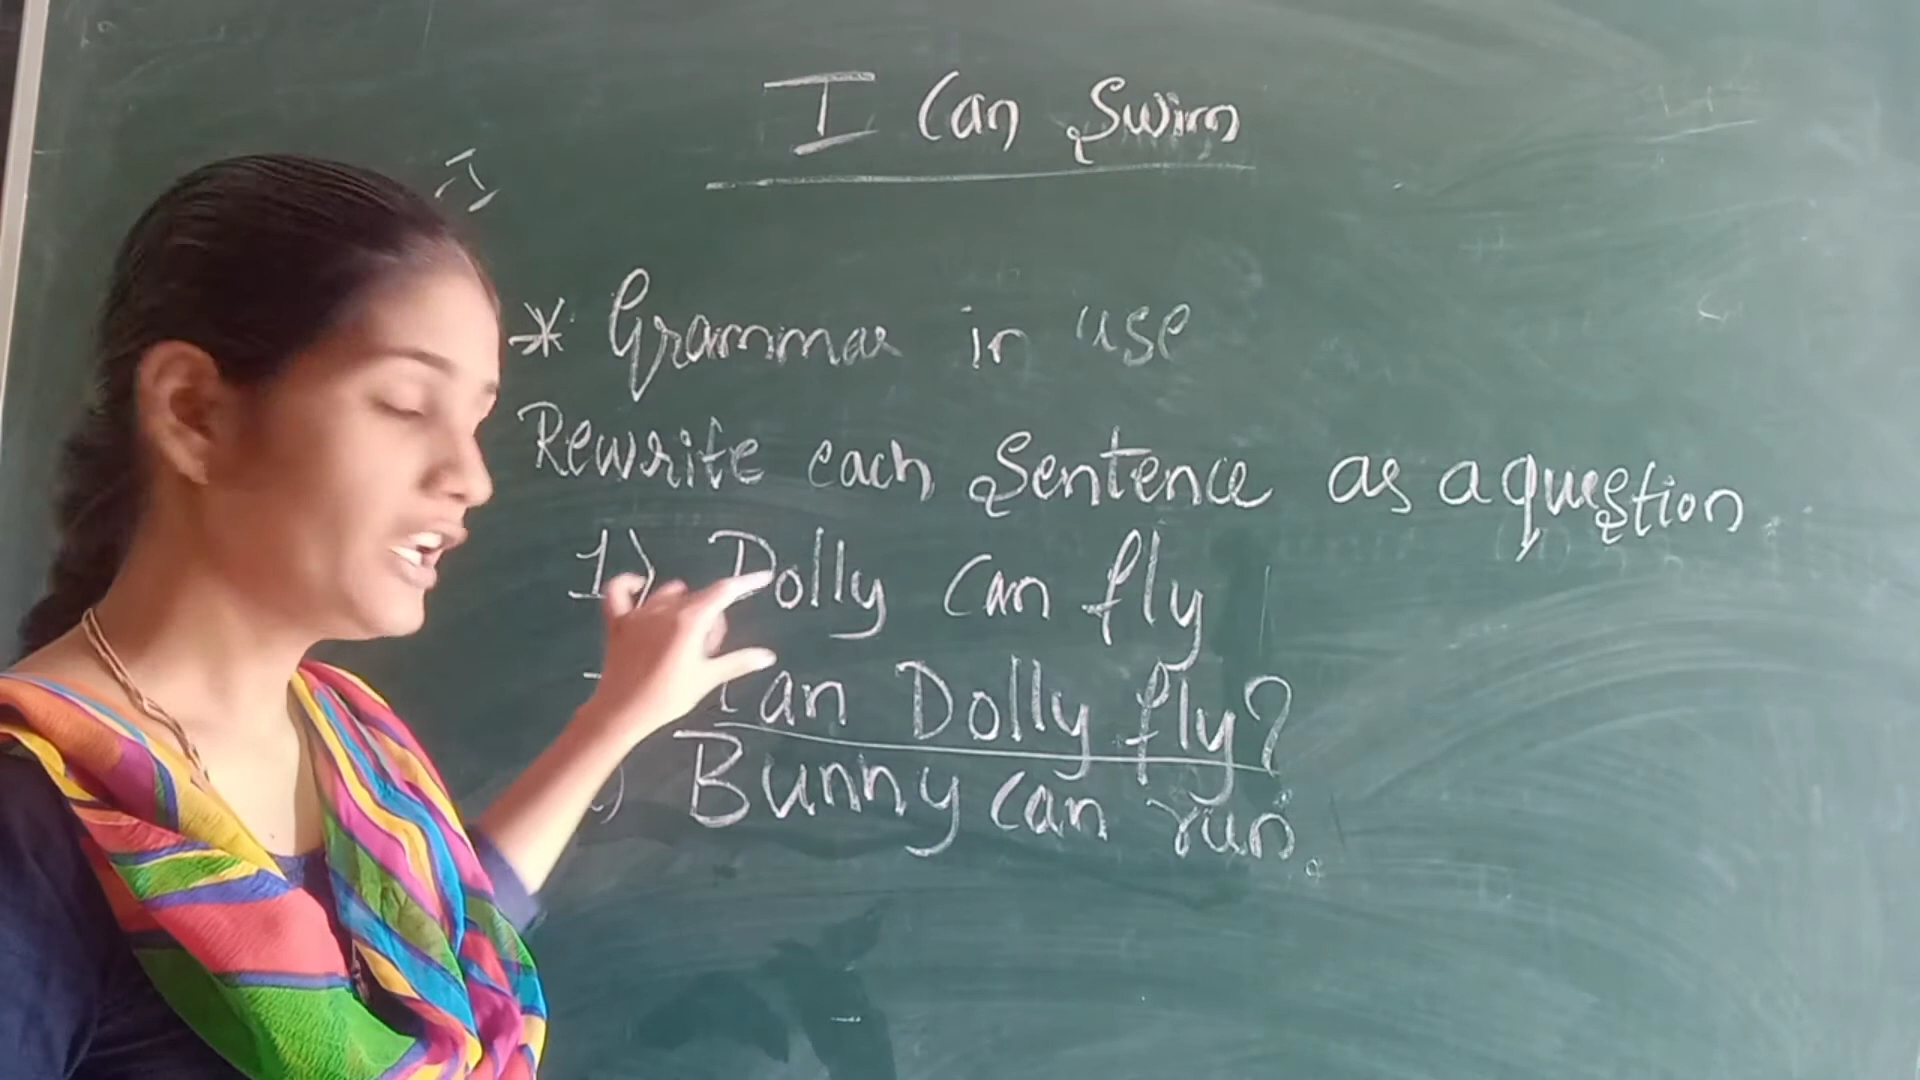 I Can Swim
* Grammar in use
Rewrite each Sentence as a question
1) Dolly can fly
Can Dolly fly?
Bunny can run.